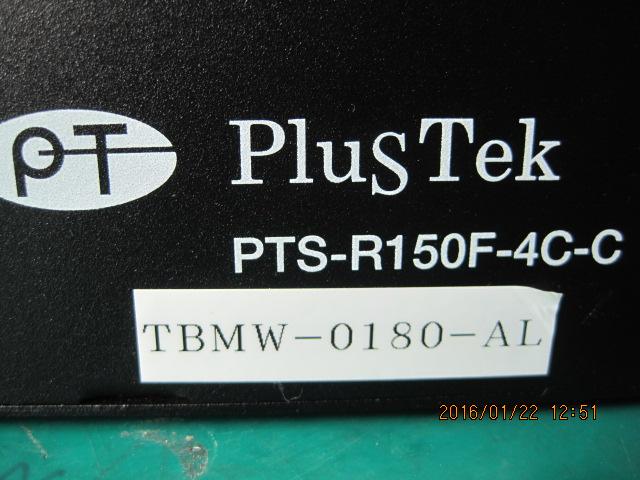 PT PlusTek
PTS-R150F-4C-C
TBMW-0180-AL
2016/01/22 12:51